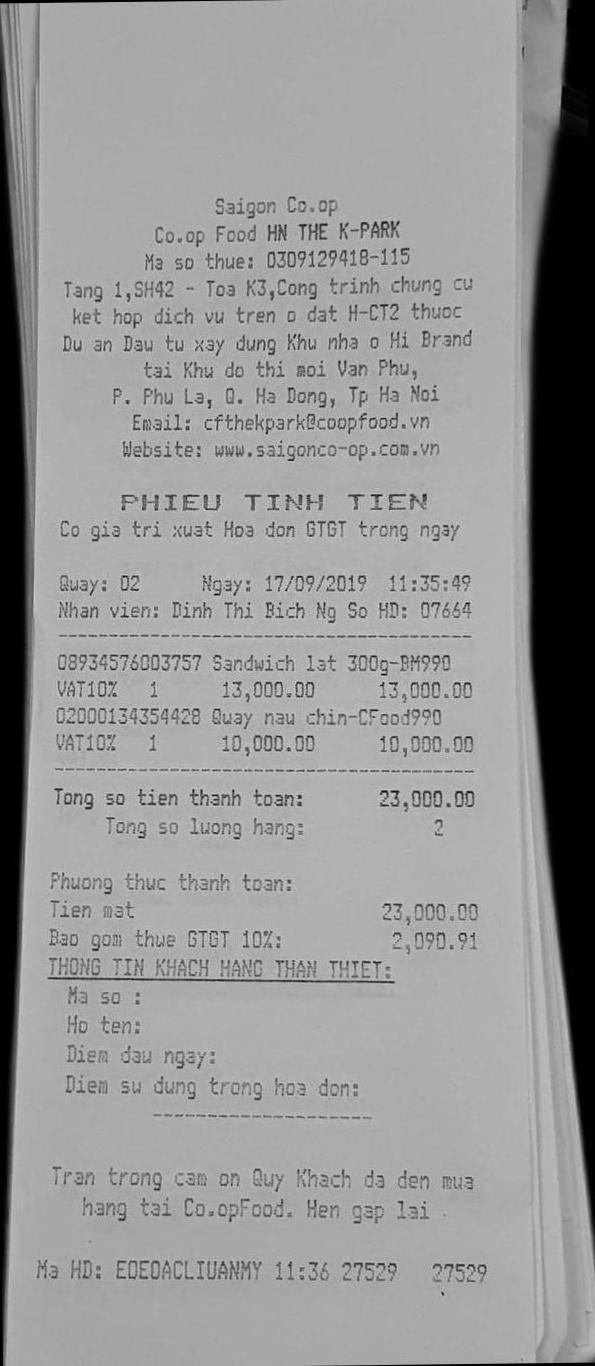 Saigon Co.op
Co.op Food HN THE K-PARK
Ma so thue: 0309129418-115
Tang 1,SH42 - Toa K3,Cong trinh chung cu
ket hop dich vu tren o dat H-CT2 thuoc
Du an Dau tu xay dung Khu nha o Hi Brand
tai Khu do thi moi Van Phu,
P. Phu La, Q. Ha Dong, Tp Ha Noi
Email: cfthekpark@coopfood.vn
Website: www.saigonco-op.com.vn
PHIEU TINH TIEN
Co gia tri xuat Hoa don GTGT trong ngay
Quay: 02 Ngay: 17/09/2019 11:35:49
Nhan vien: Dinh Thi Bich Ng So HD: 07664
08934576003757 Sandwich lat 300g-BM990
VAT10% 1 13,000.00 13,000.00
02000134354428 Quay nau chin-CFood990
VAT10% 1 10,000.00 10,000.00
Tong so tien thanh toan: 23,000.00
Tong so luong hang: 2
Phuong thuc thanh toan:
Tien mat 23,000.00
Bao gom thue GTGT 10%: 2,090.91
THONG TIN KHACH HANG THAN THIET:
Ma so :
Ho ten:
Diem dau ngay:
Diem su dung trong hoa don:
Tran trong cam on Quy Khach da den mua
hang tai Co.opFood. Hen gap lai .
Ma HD: EOEOACLIUANMY 11:36 27529 27529